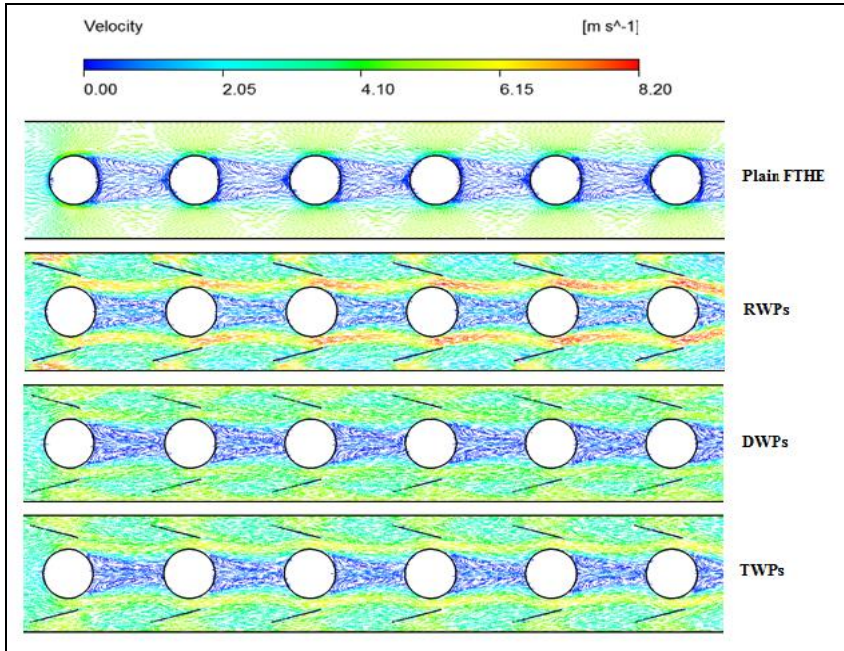 Velocity [m s^-1]
0.00 2.05 4.10 6.15 8.20
Plain FTHE
RWPs
DWPs
TWPs